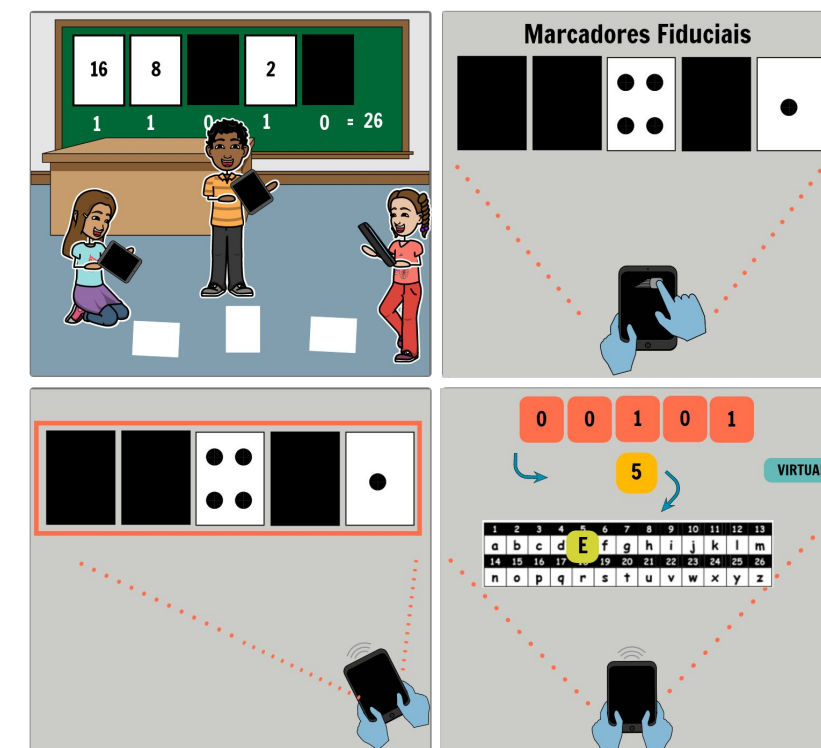 16 8 2
1 1 0 1 0 = 26
Marcadores Fiduciais
0 0 1 0 1
5
VIRTUA
1 2 3 4 5 6 7 8 9 10 11 12 13
a b c d E f g h i j k l m
14 15 16 17 19 20 21 22 23 24 25 26
n o p q r s t u v w x y z